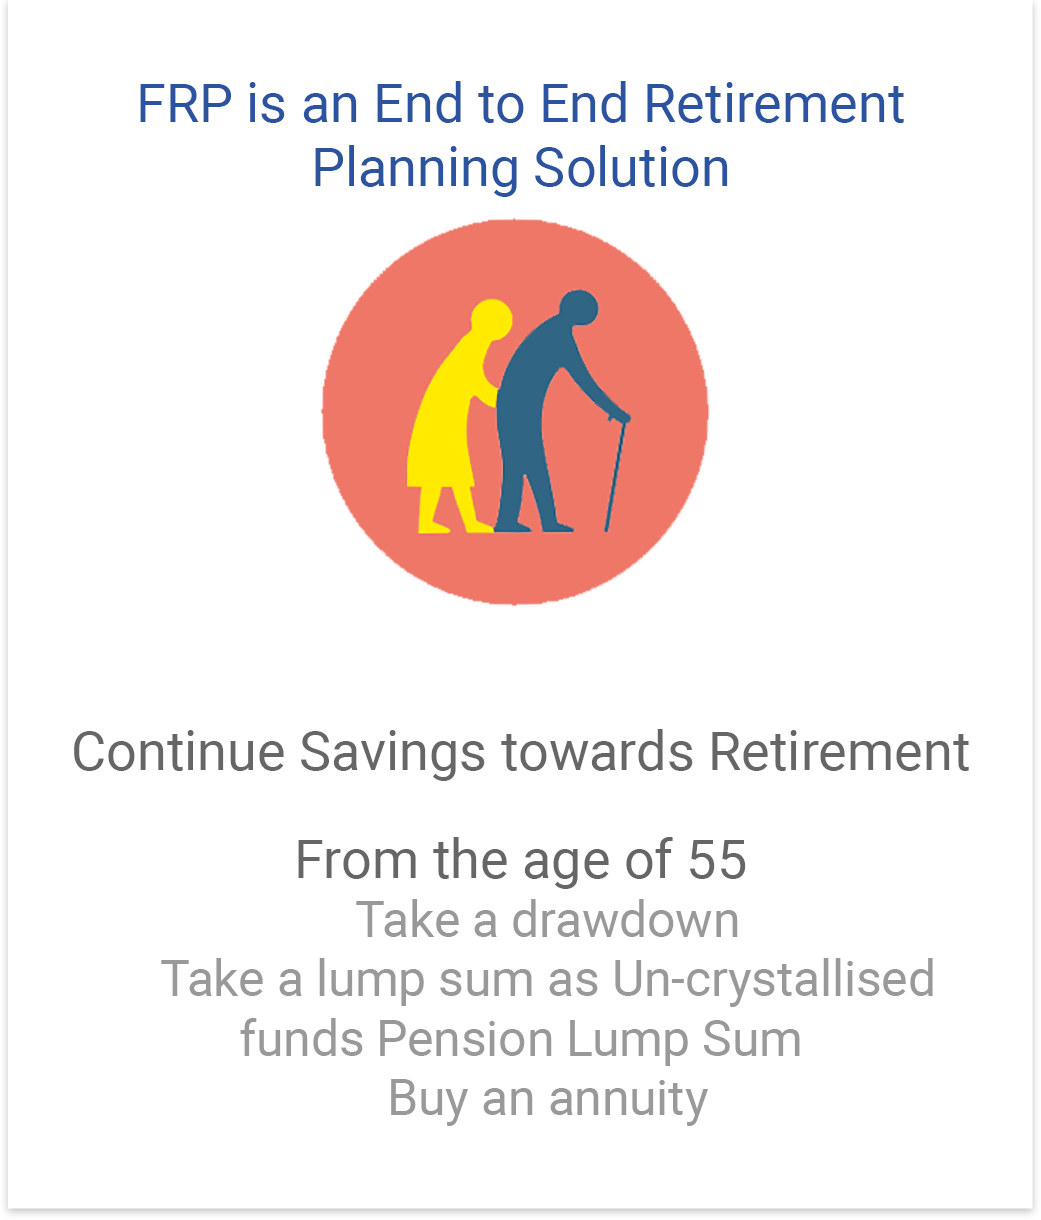 FRP is an End to End Retirement
Planning Solution
Continue Savings towards Retirement
From the age of 55
Take a drawdown
Take a lump sum as Un-crystallised
funds Pension Lump Sum
Buy an annuity